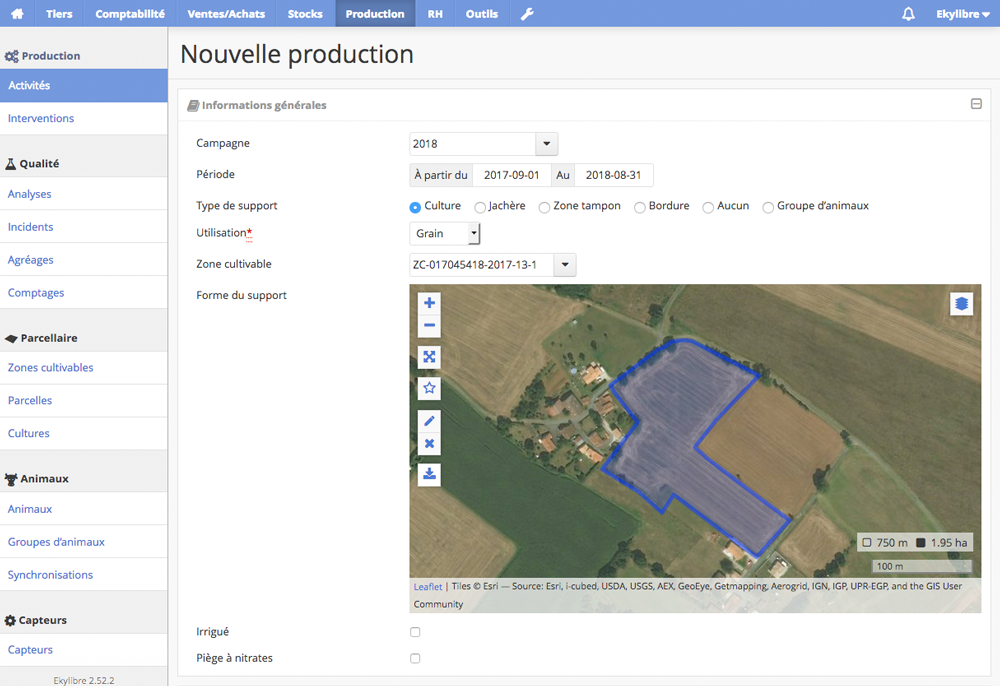 Tiers Comptabilité Ventes/Achats Stocks Production RH Outils Ekylibre
Production
Activités
Interventions
Qualité
Analyses
Incidents
Agréages
Comptages
Parcellaire
Zones cultivables
Parcelles
Cultures
Animaux
Animaux
Groupes d'animaux
Synchronisations
Capteurs
Capteurs
Ekylibre 2.52.2
Nouvelle production
Informations générales
Campagne 2018
Période À partir du 2017-09-01 Au 2018-08-31
Type de support Culture Jachère Zone tampon Bordure Aucun Groupe d'animaux
Utilisation* Grain
Zone cultivable ZC-017045418-2017-13-1
Forme du support
750 m 1.95 ha
100 m
Leaflet | Tiles © Esri — Source: Esri, i-cubed, USDA, USGS, AEX, GeoEye, Getmapping, Aerogrid, IGN, IGP, UPR-EGP, and the GIS User
Community
Irrigué
Piège à nitrates